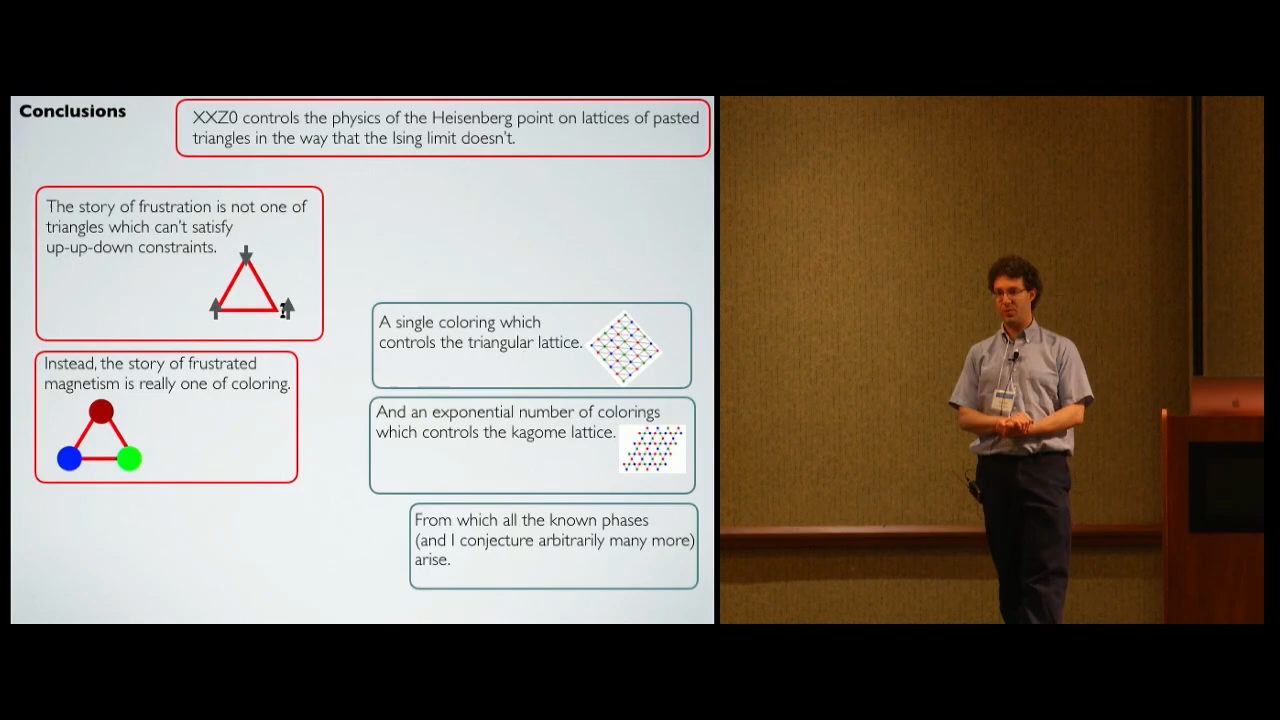 Conclusions
XXZ0 controls the physics of the Heisenberg point on lattices of pasted
triangles in the way that the Ising limit doesn't.
The story of frustration is not one of
triangles which can't satisfy
up-up-down constraints.
?
Instead, the story of frustrated
magnetism is really one of coloring.
A single coloring which
controls the triangular lattice.
And an exponential number of colorings
which controls the kagome lattice.
From which all the known phases
(and I conjecture arbitrarily many more)
arise.